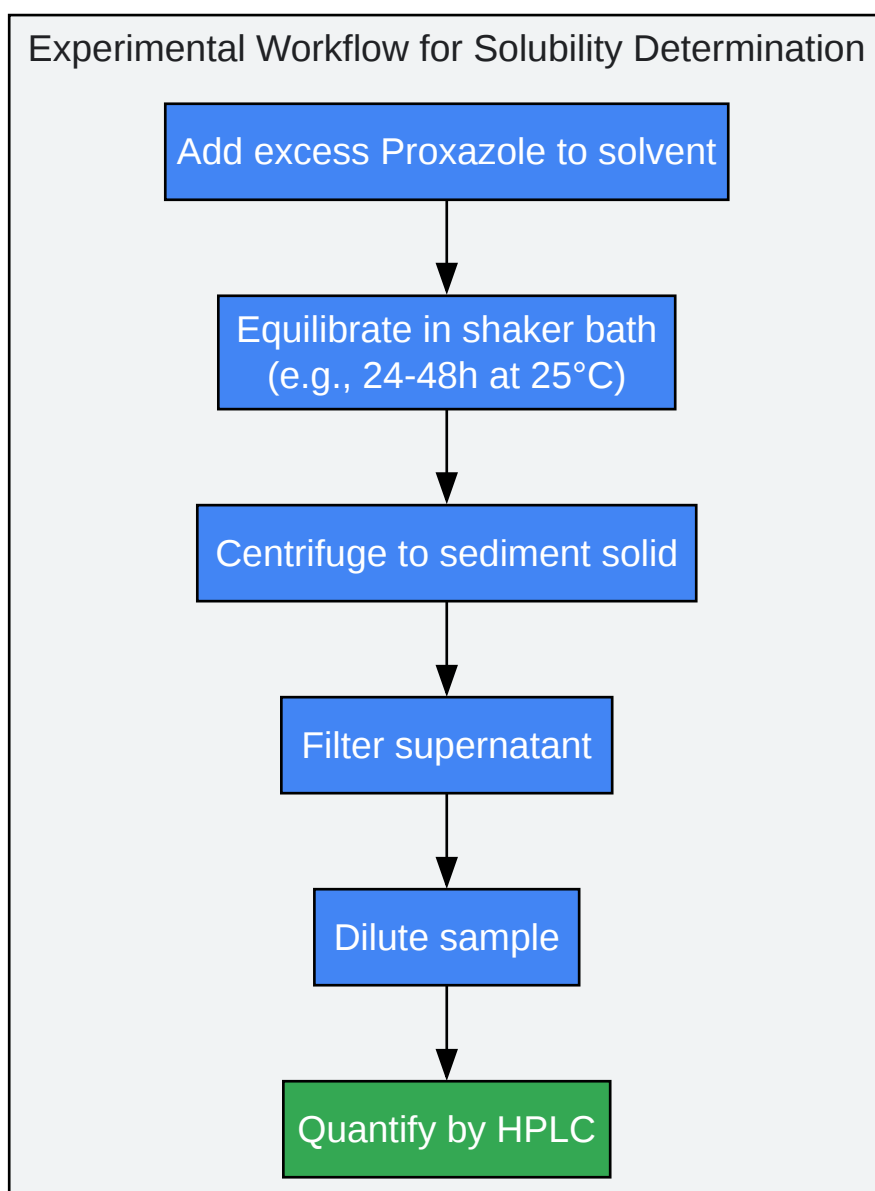 Experimental Workflow for Solubility Determination
Add excess Proxazole to solvent
Equilibrate in shaker bath
(e.g., 24-48h at 25°C)
Centrifuge to sediment solid
Filter supernatant
Dilute sample
Quantify by HPLC